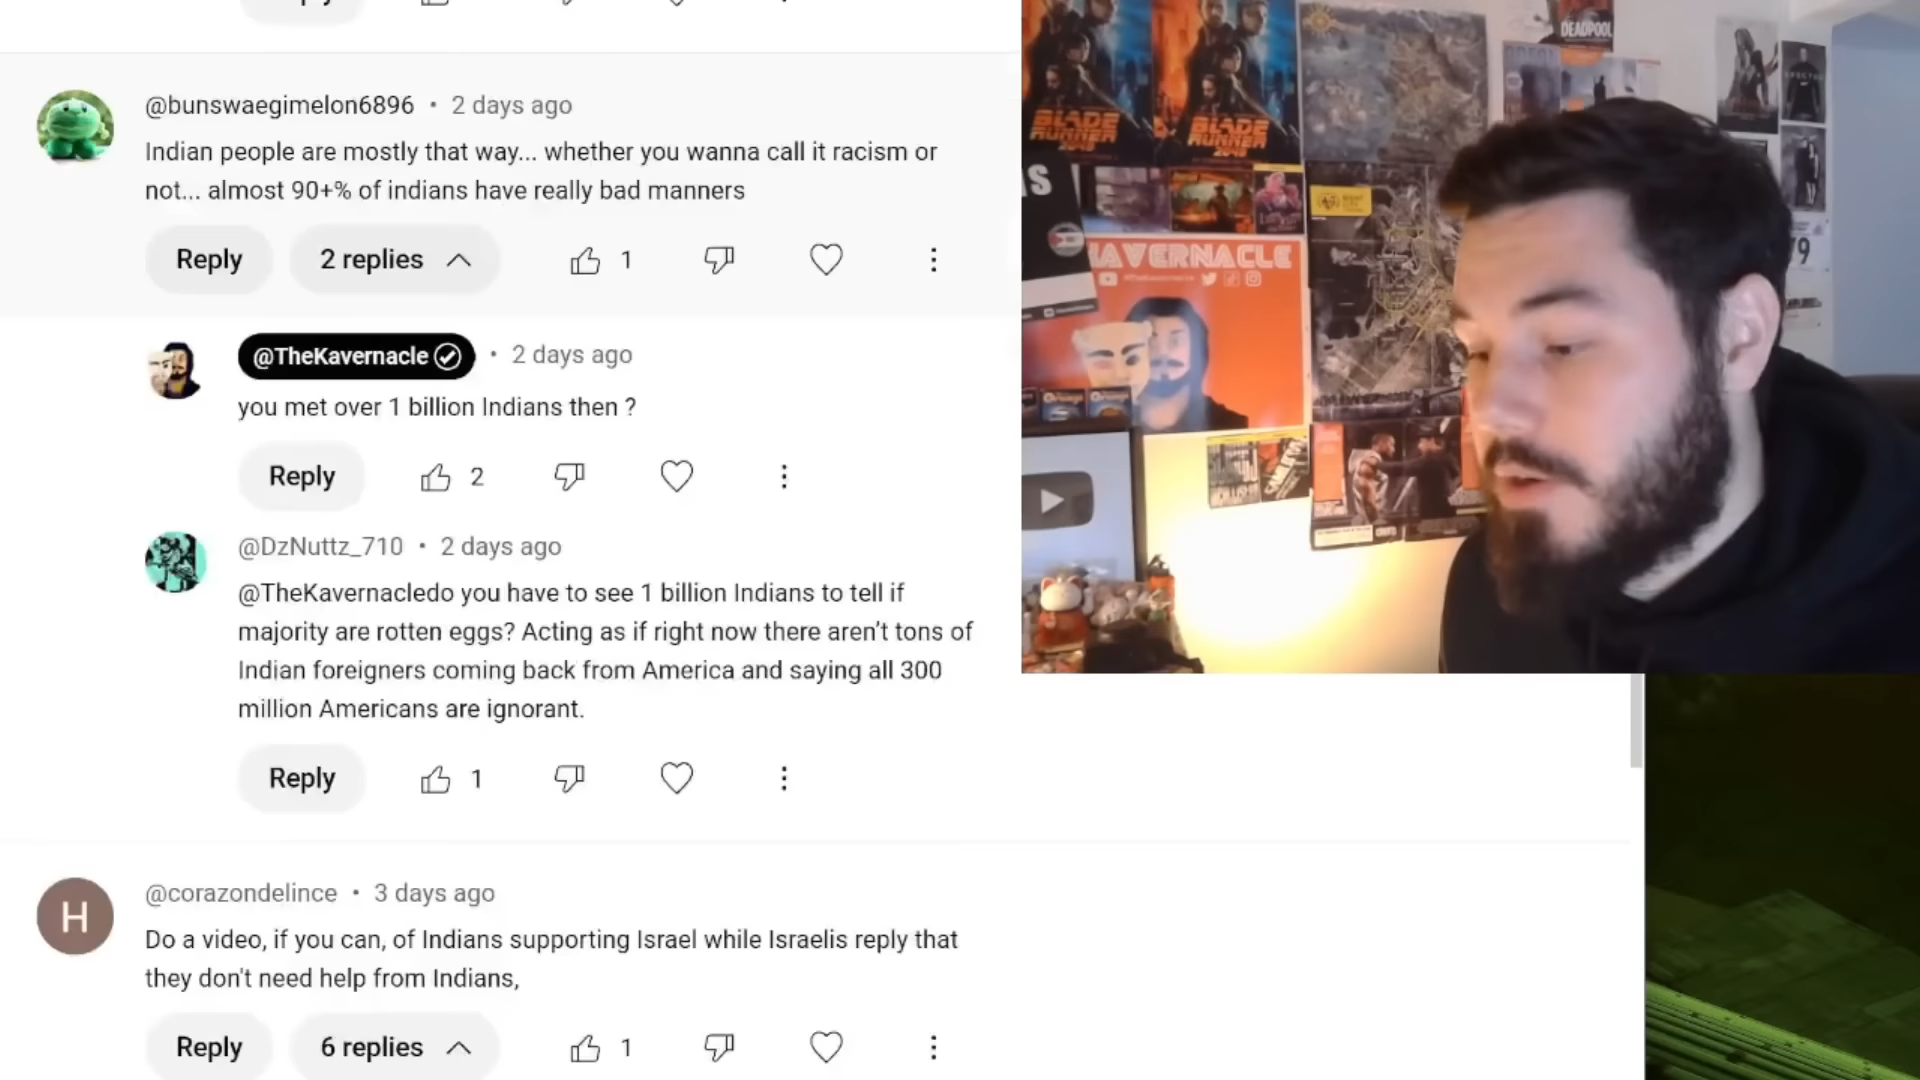 @bunswaegimelon6896 • 2 days ago
Indian people are mostly that way... whether you wanna call it racism or
not... almost 90+% of indians have really bad manners
Reply 2 replies 1
@TheKavernacle • 2 days ago
you met over 1 billion Indians then ?
Reply 2
@DzNuttz_710 • 2 days ago
@TheKavernacledo you have to see 1 billion Indians to tell if
majority are rotten eggs? Acting as if right now there aren’t tons of
Indian foreigners coming back from America and saying all 300
million Americans are ignorant.
Reply 1
H
@corazondelince • 3 days ago
Do a video, if you can, of Indians supporting Israel while Israelis reply that
they don't need help from Indians,
Reply 6 replies 1
BLADE
RUNNER
2049
BLADE
RUNNER
2049
DEADPOOL
KAVERNACLE